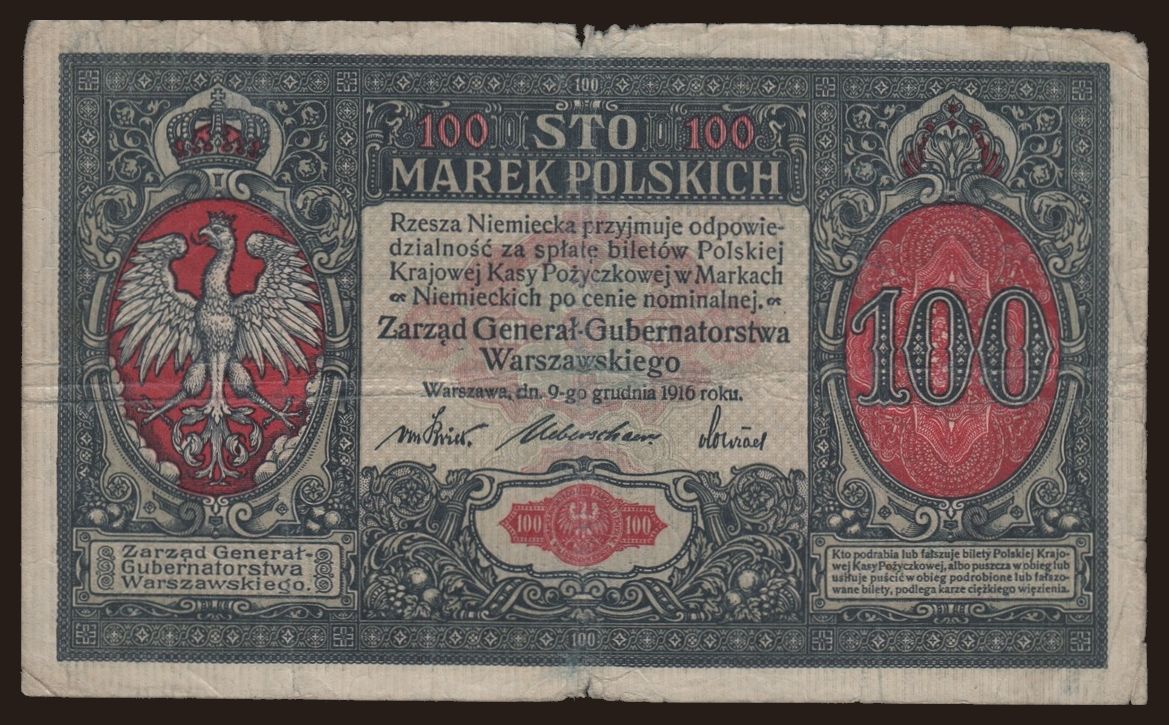 100
100 STO 100
MAREK POLSKICH
Rzesza Niemiecka przyjmuje odpowie-
dzialność za spłatę biletów Polskiej
Krajowej Kasy Pożyczkowej w Markach
Niemieckich po cenie nominalnej.
Zarząd Generał-Gubernatorstwa
Warszawskiego
Warszawa, dn. 9-go grudnia 1916 roku.
100
100 100
Zarząd Generał-
Gubernatorstwa
Warszawskiego.
Kto podrabia lub fałszuje bilety Polskiej Krajo-
wej Kasy Pożyczkowej, albo puszcza w obieg lub
usiłuje puścić w obieg podrobione lub fałszo-
wane bilety, podlega karze ciężkiego więzienia.
100